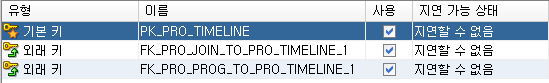 유형 이름 사용 지연 가능 상태
기본 키 PK_PRO_TIMELINE 지연할 수 없음
외래 키 FK_PRO_JOIN_TO_PRO_TIMELINE_1 지연할 수 없음
외래 키 FK_PRO_PROG_TO_PRO_TIMELINE_1 지연할 수 없음